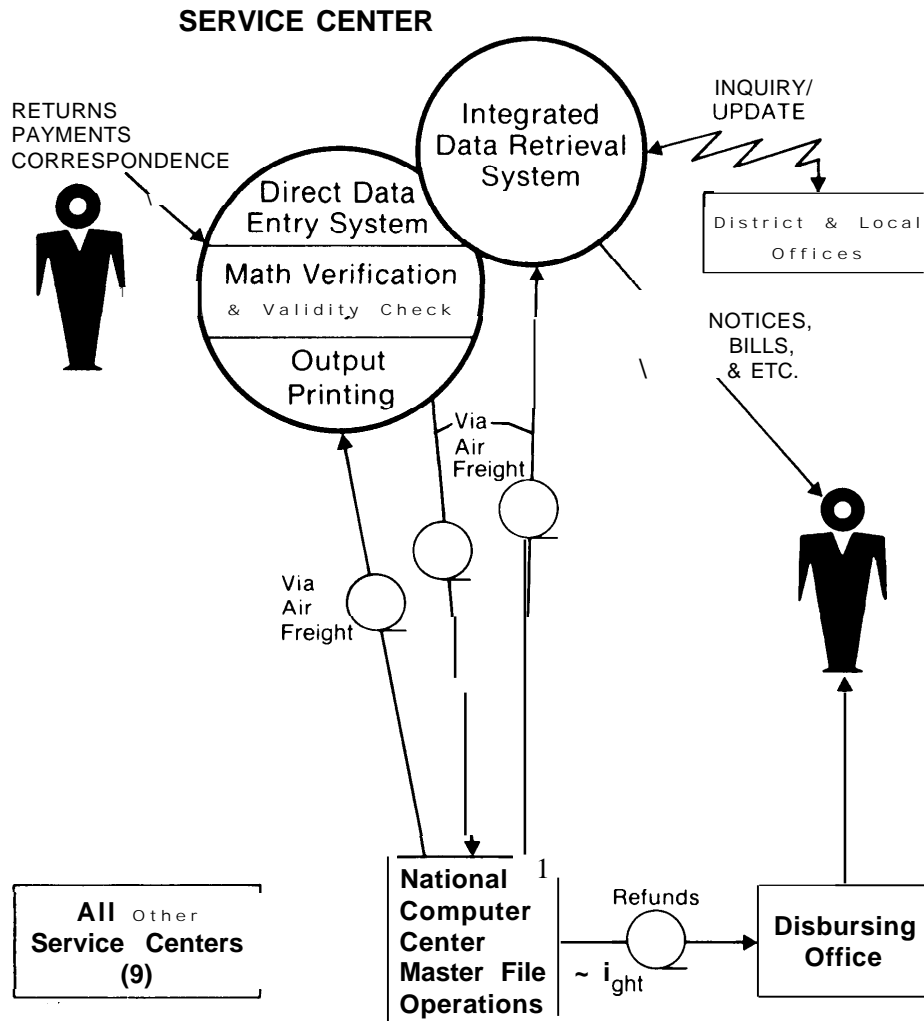 SERVICE CENTER
RETURNS
PAYMENTS
CORRESPONDENCE
Integrated
Data Retrieval
System
INQUIRY/
UPDATE
Direct Data
Entry System
Math Verification
& Validity Check
Output
Printing
District & Local
Offices
NOTICES,
BILLS,
& ETC.
Via
Air
Freight
Via
Air
Freight
All Other
Service Centers
(9)
National
Computer
Center
Master File
Operations
1
Refunds
~ ight
Disbursing
Office